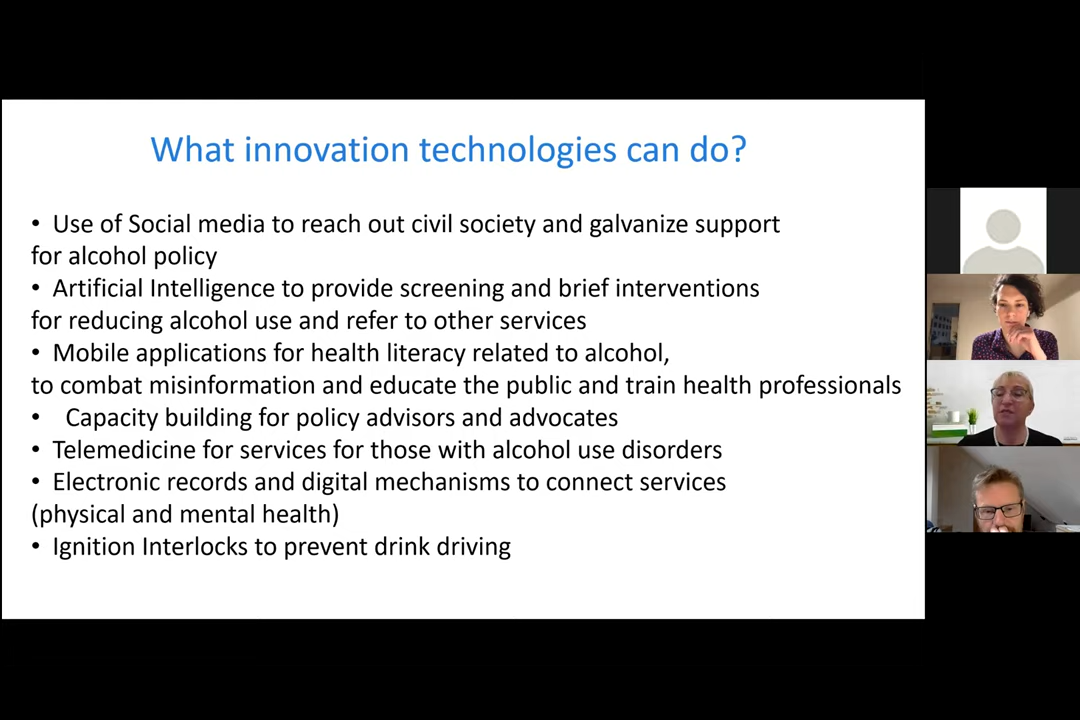 What innovation technologies can do?
• Use of Social media to reach out civil society and galvanize support
for alcohol policy
• Artificial Intelligence to provide screening and brief interventions
for reducing alcohol use and refer to other services
• Mobile applications for health literacy related to alcohol,
to combat misinformation and educate the public and train health professionals
• Capacity building for policy advisors and advocates
• Telemedicine for services for those with alcohol use disorders
• Electronic records and digital mechanisms to connect services
(physical and mental health)
• Ignition Interlocks to prevent drink driving